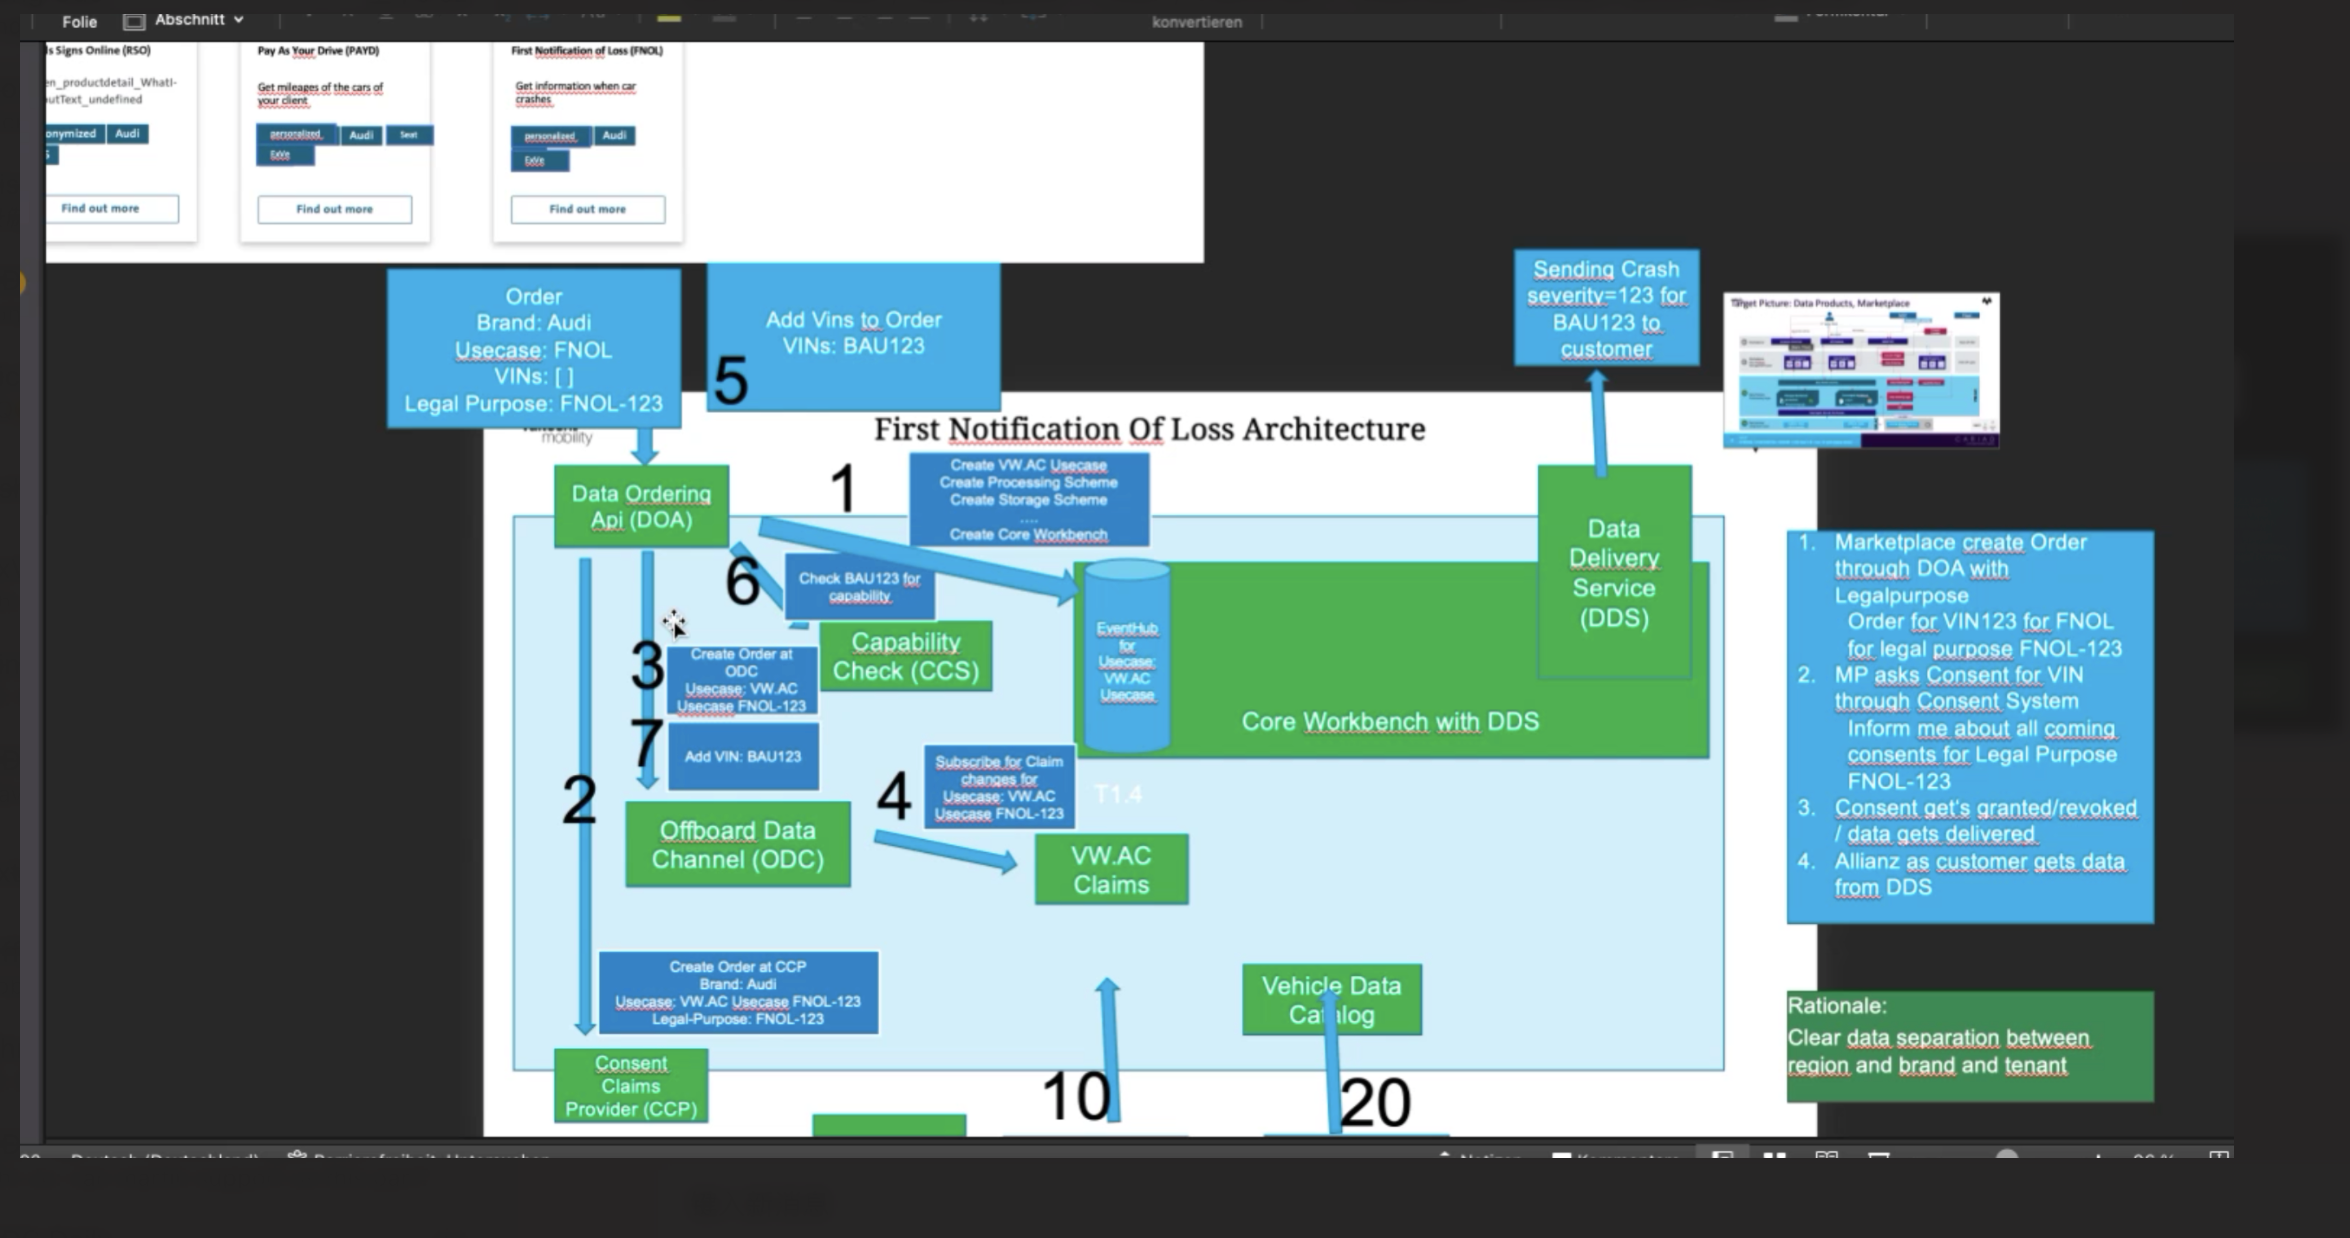 Folie
Abschnitt
konvertieren
ls Signs Online (RSO)
en_productdetail_WhatI-
outText_undefined
onymized
Audi
Find out more
Pay As Your Drive (PAYD)
Get mileages of the cars of
your client
personalized
Audi
Seat
ExVe
Find out more
First Notification of Loss (FNOL)
Get information when car
crashes
personalized
Audi
ExVe
Find out more
Order
Brand: Audi
Usecase: FNOL
VINs: [ ]
Legal Purpose: FNOL-123
Add Vins to Order
VINs: BAU123
5
Sending Crash
severity=123 for
BAU123 to
customer
Target Picture: Data Products, Marketplace
mobility
First Notification Of Loss Architecture
Data Ordering
Api (DOA)
1
Create VW.AC Usecase
Create Processing Scheme
Create Storage Scheme
....
Create Core Workbench
6
Check BAU123 for
capability
Capability
Check (CCS)
EventHub
for
Usecase:
VW.AC
Usecase
Data
Delivery
Service
(DDS)
Core Workbench with DDS
3
Create Order at
ODC
Usecase: VW.AC
Usecase FNOL-123
7
Add VIN: BAU123
2
4
Subscribe for Claim
changes for
Usecase: VW.AC
Usecase FNOL-123
T1.4
Offboard Data
Channel (ODC)
VW.AC
Claims
Create Order at CCP
Brand: Audi
Usecase: VW.AC Usecase FNOL-123
Legal-Purpose: FNOL-123
Vehicle Data
Catalog
Consent
Claims
Provider (CCP)
10
20
1. Marketplace create Order
through DOA with
Legalpurpose
Order for VIN123 for FNOL
for legal purpose FNOL-123
2. MP asks Consent for VIN
through Consent System
Inform me about all coming
consents for Legal Purpose
FNOL-123
3. Consent get's granted/revoked
/ data gets delivered
4. Allianz as customer gets data
from DDS
Rationale:
Clear data separation between
region and brand and tenant